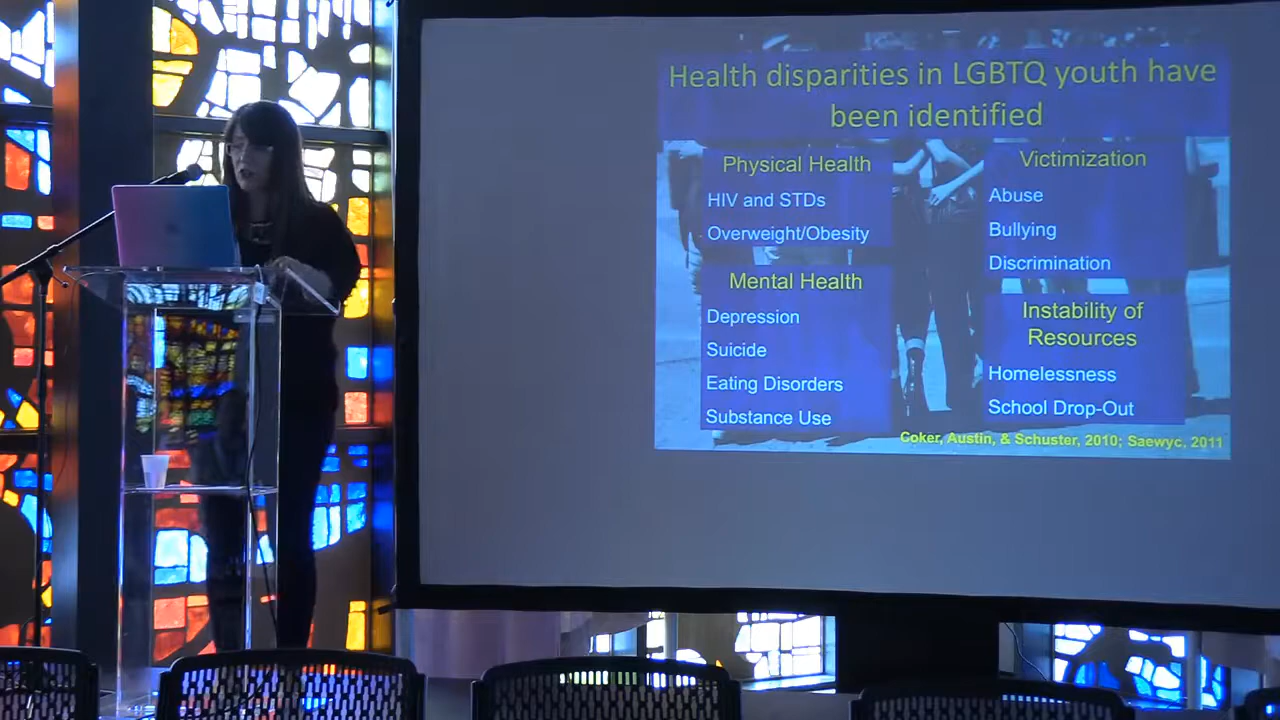 Health disparities in LGBTQ youth have
been identified
Physical Health
HIV and STDs
Overweight/Obesity
Mental Health
Depression
Suicide
Eating Disorders
Substance Use
Victimization
Abuse
Bullying
Discrimination
Instability of
Resources
Homelessness
School Drop-Out
Coker, Austin, & Schuster, 2010; Saewyc, 2011